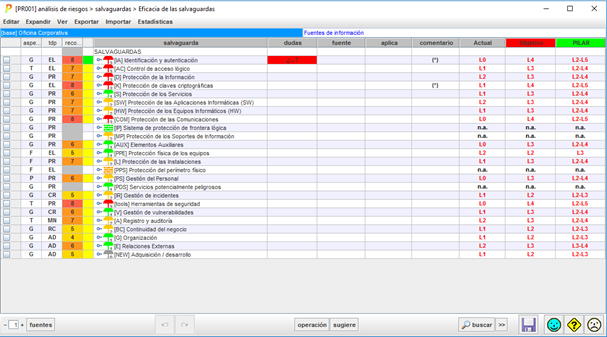 [PR001] análisis de riesgos > salvaguardas > Eficacia de las salvaguardas
Editar Expandir Ver Exportar Importar Estadísticas
[base] Oficina Corporativa Fuentes de información
aspe... tdp reco... salvaguarda dudas fuente aplica comentario Actual Objetivo PILAR
SALVAGUARDAS
G EL 8 [IA] Identificación y autenticación (*) L0 L4 L2-L5
T PR 7 [AC] Control de acceso lógico L1 L3 L2-L4
G PR 7 [D] Protección de la Información L2 L3 L2-L4
G EL 8 [K] Protección de claves criptográficas (*) L1 L4 L2-L5
G PR 6 [S] Protección de los Servicios L1 L3 L2-L4
G PR 7 [SW] Protección de las Aplicaciones Informáticas (SW) L2 L3 L2-L4
G PR 7 [HW] Protección de los Equipos Informáticos (HW) L1 L3 L2-L4
G PR 8 [COM] Protección de las Comunicaciones L0 L4 L2-L5
G PR [IP] Sistema de protección de frontera lógica n.a. n.a. n.a.
G PR [MP] Protección de los Soportes de Información n.a. n.a. n.a.
G PR 6 [AUX] Elementos Auxiliares L0 L3 L2-L3
F EL 5 [PPE] Protección física de los equipos L2 L2 L3
F PR 7 [L] Protección de las Instalaciones L1 L3 L2-L4
F EL [PPS] Protección del perímetro físico n.a. n.a. n.a.
P PR 6 [PS] Gestión del Personal L0 L3 L2-L4
G PR [PDS] Servicios potencialmente peligrosos n.a. n.a. n.a.
G CR 5 [IR] Gestión de incidentes L1 L2 L2-L3
T PR 8 [tools] Herramientas de seguridad L0 L4 L2-L5
G CR 6 [V] Gestión de vulnerabilidades L1 L3 L2-L3
T MN 7 [A] Registro y auditoría L2 L3 L2-L4
G RC 5 [BC] Continuidad del negocio L1 L2 L2-L3
G AD 4 [G] Organización L1 L2 L2-L3
G AD 6 [E] Relaciones Externas L2 L3 L2-L3
G AD 5 [NEW] Adquisición / desarrollo L1 L2 L2-L3
- 1 + fuentes operación sugiere buscar >>